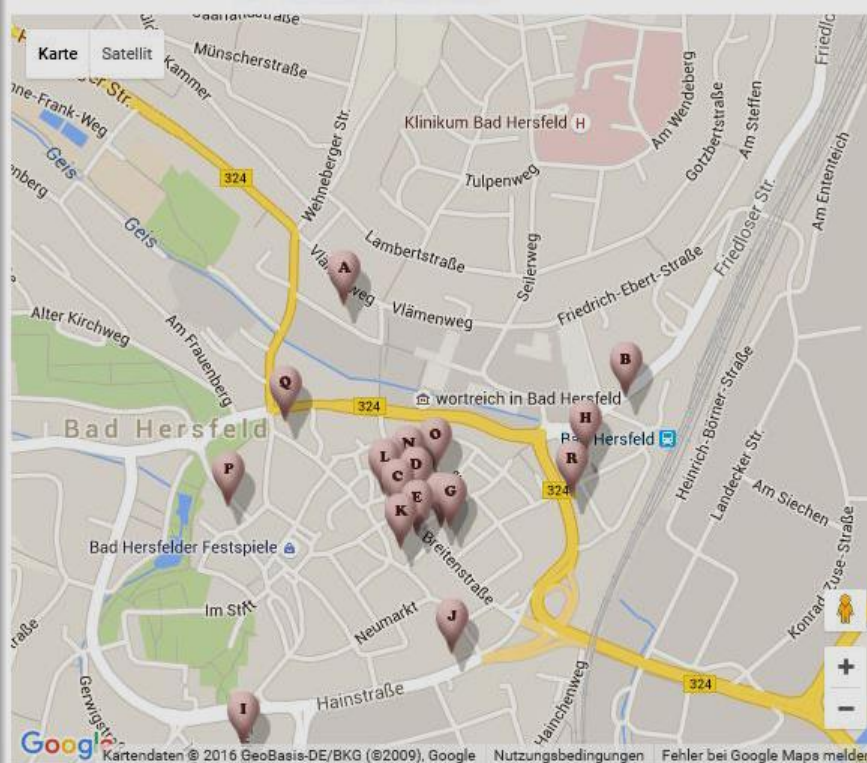 Saarlandstraße
Karte
Satellit
Münscherstraße
Kammer
Str.
Anne-Frank-Weg
Geis
Geis
324
Wehneberger Str.
Klinikum Bad Hersfeld H
Am Wendeberg
Gotzbertstraße
Am Steffen
Am Ententeich
Tulpenweg
Lambertstraße
Seilerweg
Friedloser Str.
A
Vlämenweg
Friedrich-Ebert-Straße
Alter Kirchweg
Am Frauenberg
B
Q
324
wortreich in Bad Hersfeld
Bad Hersfeld
H
Bad Hersfeld
O
N
L
D
C
R
P
E
G
K
324
Heinrich-Börner-Straße
Landecker Str.
Am Siechen
Konrad-Zuse-Straße
Bad Hersfelder Festspiele
Breitenstraße
Im Stift
Neumarkt
J
Hainstraße
Hainchenweg
324
I
+
−
Google
Kartendaten © 2016 GeoBasis-DE/BKG (©2009), Google
Nutzungsbedingungen
Fehler bei Google Maps melde